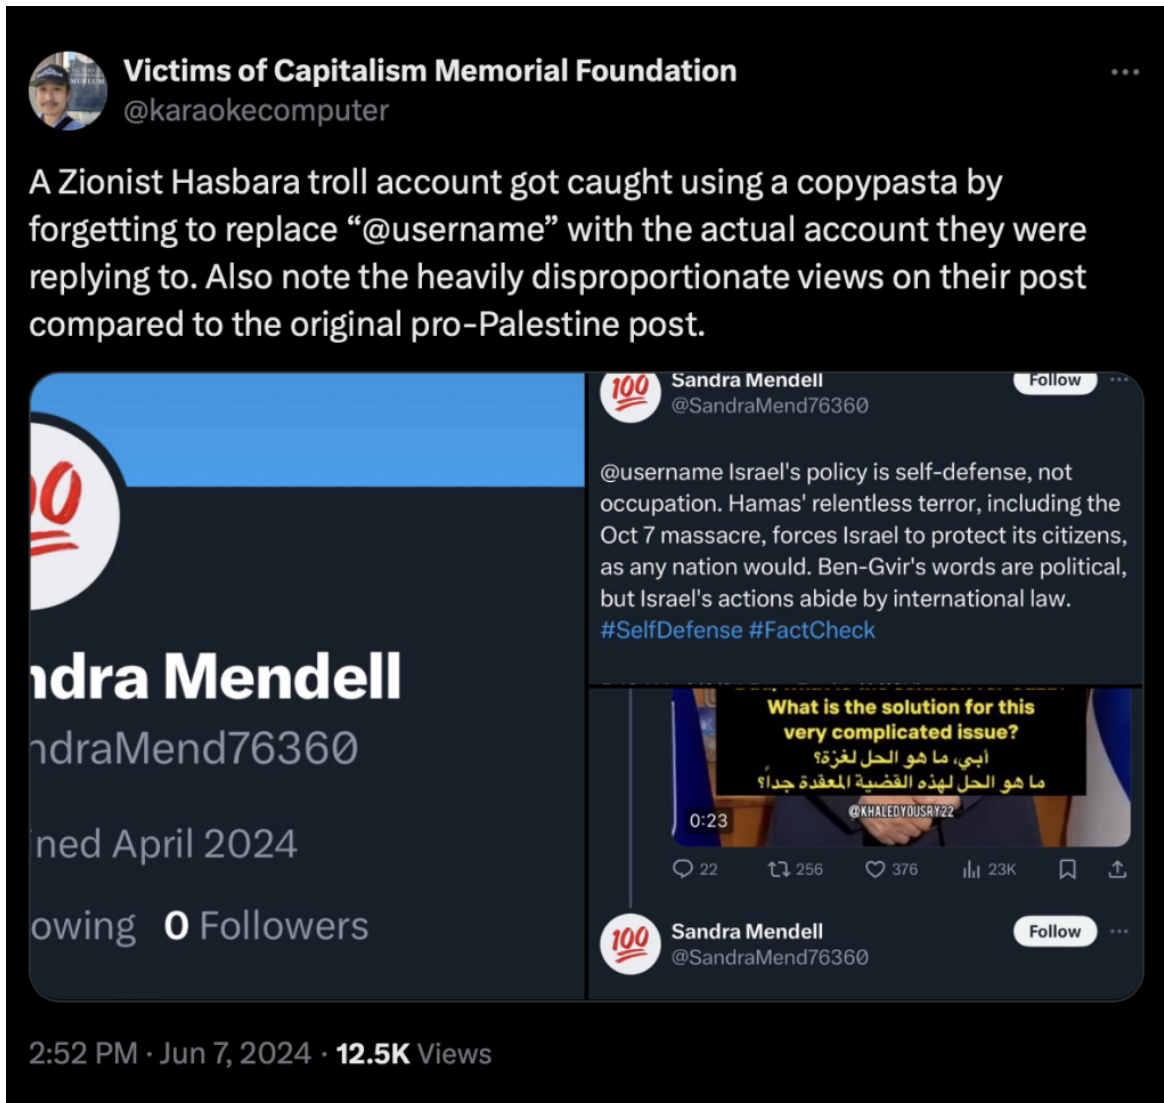 Victims of Capitalism Memorial Foundation
@karaokecomputer
A Zionist Hasbara troll account got caught using a copypasta by
forgetting to replace “@username” with the actual account they were
replying to. Also note the heavily disproportionate views on their post
compared to the original pro-Palestine post.
ndra Mendell
ndraMend76360
ned April 2024
owing 0 Followers
Sandra Mendell
Follow
@SandraMend76360
@username Israel's policy is self-defense, not
occupation. Hamas' relentless terror, including the
Oct 7 massacre, forces Israel to protect its citizens,
as any nation would. Ben-Gvir's words are political,
but Israel's actions abide by international law.
#SelfDefense #FactCheck
What is the solution for this
very complicated issue?
أبي، ما هو الحل لغزة؟
ما هو الحل لهذه القضية المعقدة جداً؟
@KHALEDYOUSRY22
0:23
22 256 376 23K
Sandra Mendell
Follow
@SandraMend76360
2:52 PM · Jun 7, 2024 · 12.5K Views